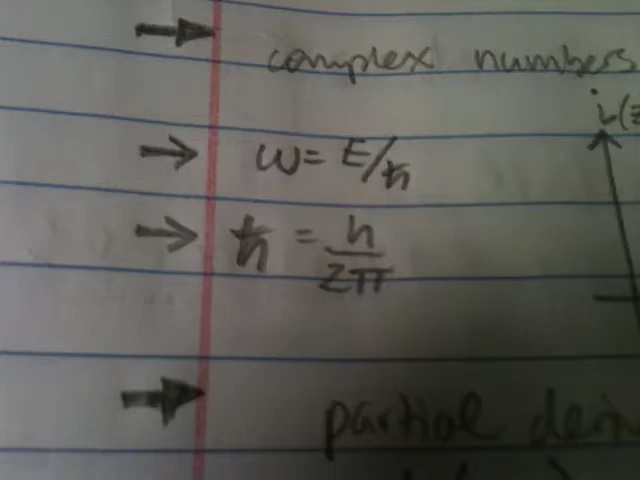 → complex numbers
i(
→ ω = E/ħ
→ ħ = h/2π
→ partial